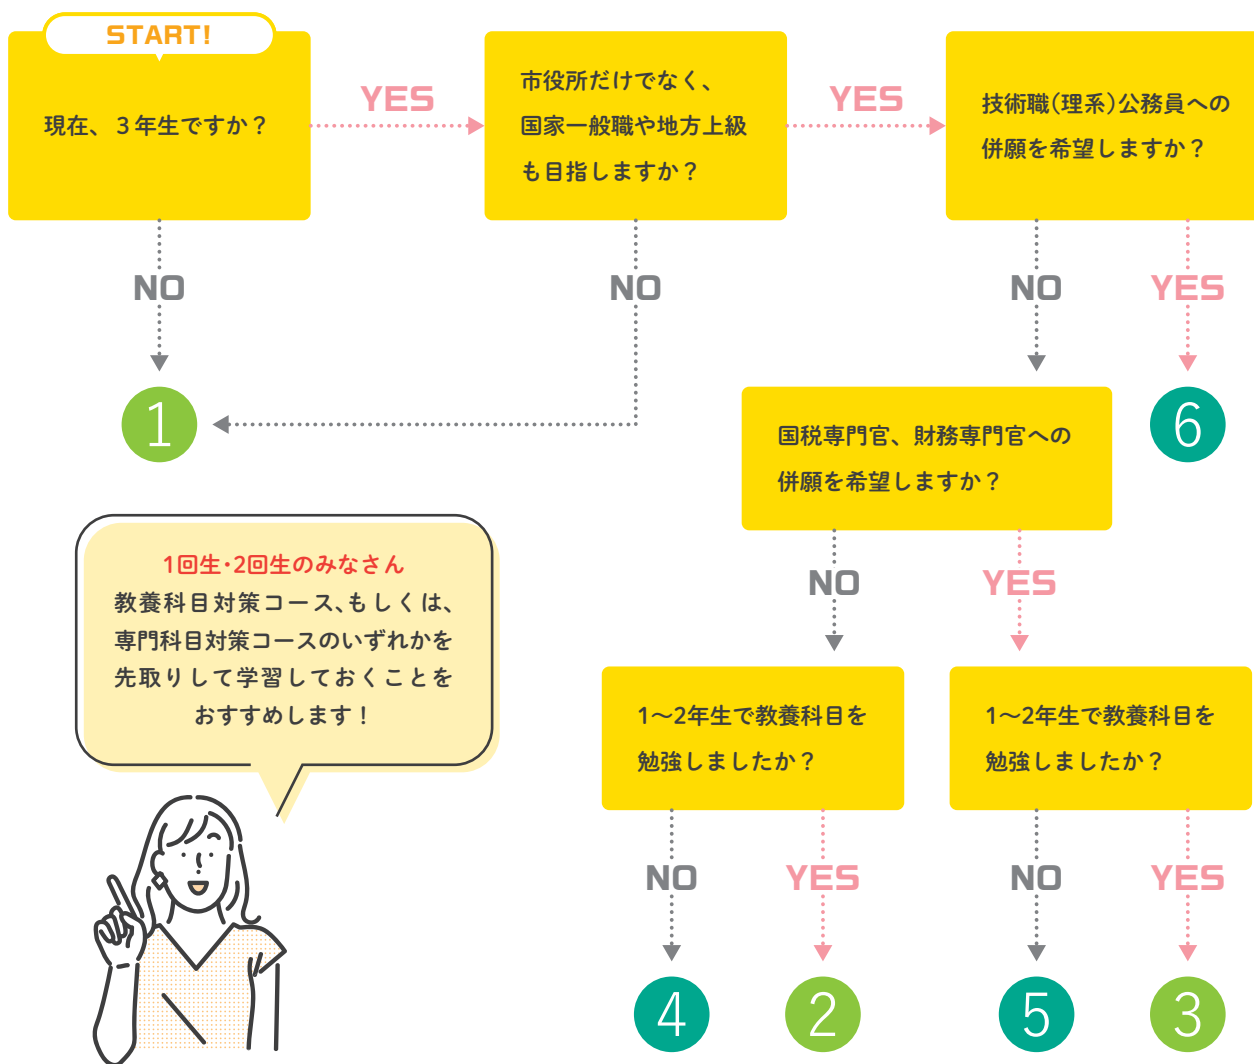 START!
現在、３年生ですか？
YES
市役所だけでなく、
国家一般職や地方上級
も目指しますか？
YES
技術職（理系）公務員への
併願を希望しますか？
NO
NO
NO
YES
1
国税専門官、財務専門官への
併願を希望しますか？
6
1回生・2回生のみなさん
教養科目対策コース、もしくは、
専門科目対策コースのいずれかを
先取りして学習しておくことを
おすすめします！
NO
YES
1〜2年生で教養科目を
勉強しましたか？
1〜2年生で教養科目を
勉強しましたか？
NO
YES
NO
YES
4
2
5
3